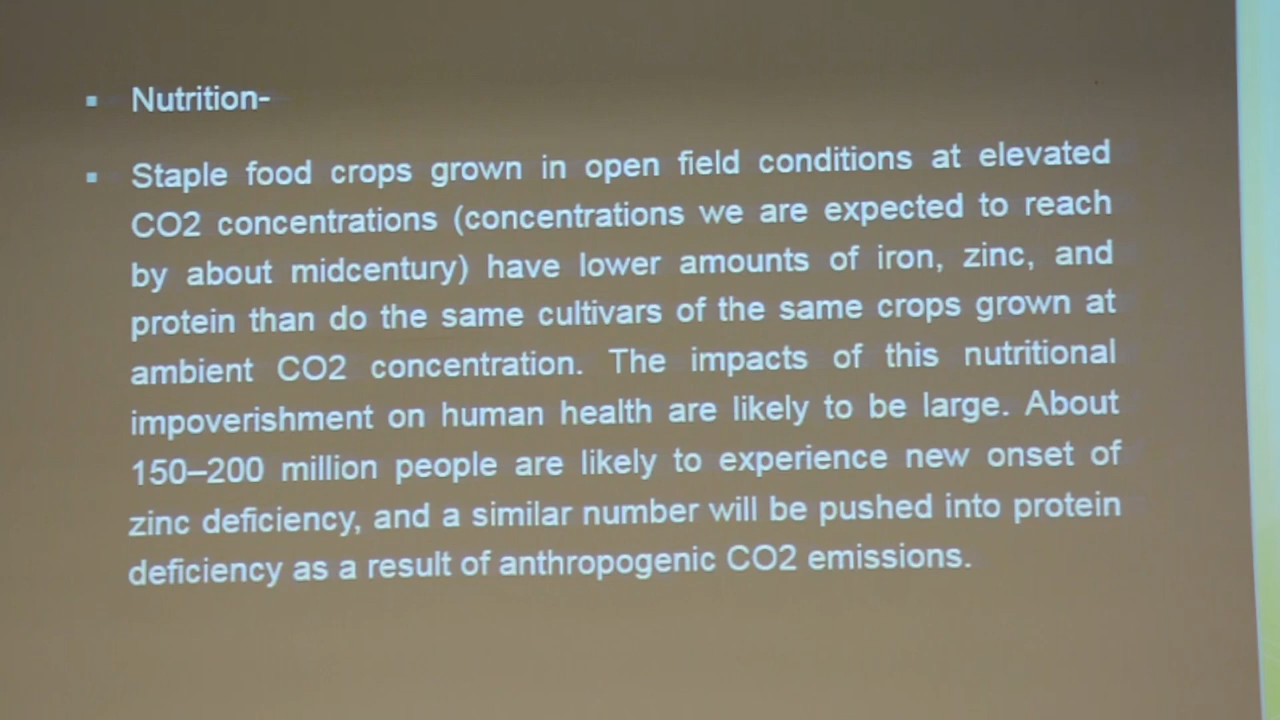 ▪ Nutrition-
▪ Staple food crops grown in open field conditions at elevated
CO2 concentrations (concentrations we are expected to reach
by about midcentury) have lower amounts of iron, zinc, and
protein than do the same cultivars of the same crops grown at
ambient CO2 concentration. The impacts of this nutritional
impoverishment on human health are likely to be large. About
150–200 million people are likely to experience new onset of
zinc deficiency, and a similar number will be pushed into protein
deficiency as a result of anthropogenic CO2 emissions.